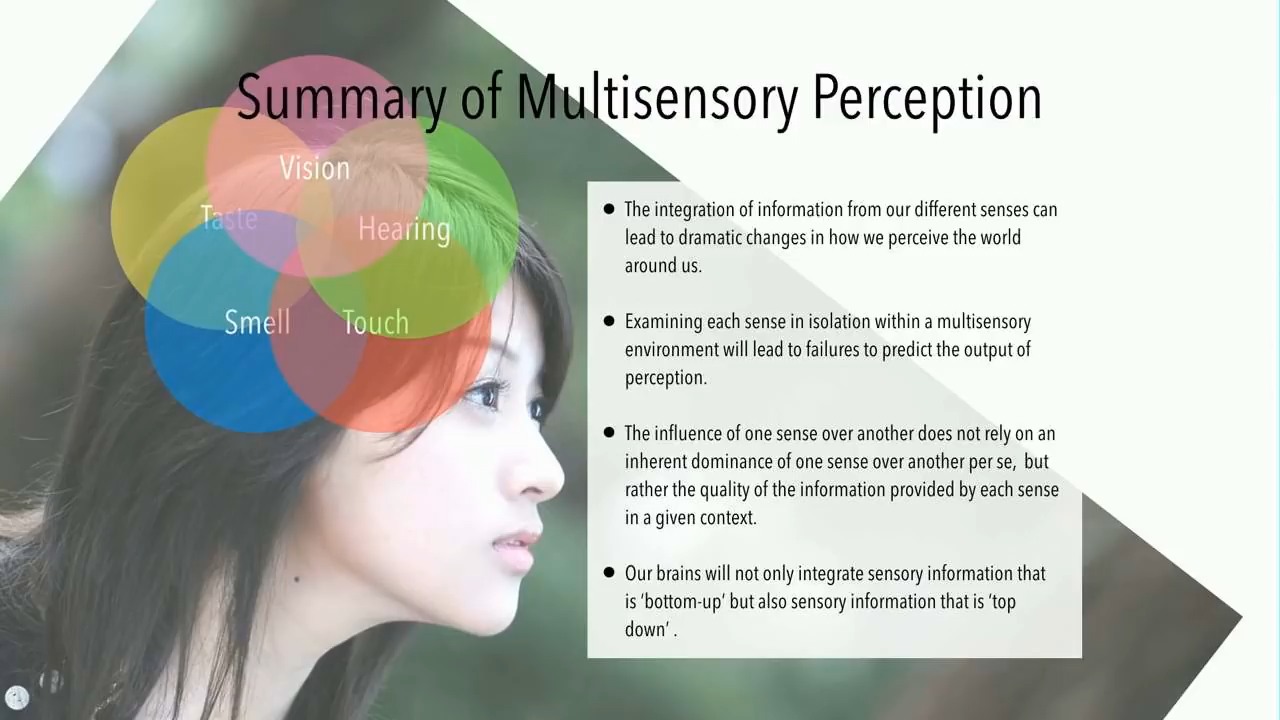 Summary of Multisensory Perception
Vision
Taste
Hearing
Smell
Touch
● The integration of information from our different senses can
lead to dramatic changes in how we perceive the world
around us.
● Examining each sense in isolation within a multisensory
environment will lead to failures to predict the output of
perception.
● The influence of one sense over another does not rely on an
inherent dominance of one sense over another per se, but
rather the quality of the information provided by each sense
in a given context.
● Our brains will not only integrate sensory information that
is ‘bottom-up’ but also sensory information that is ‘top
down’ .